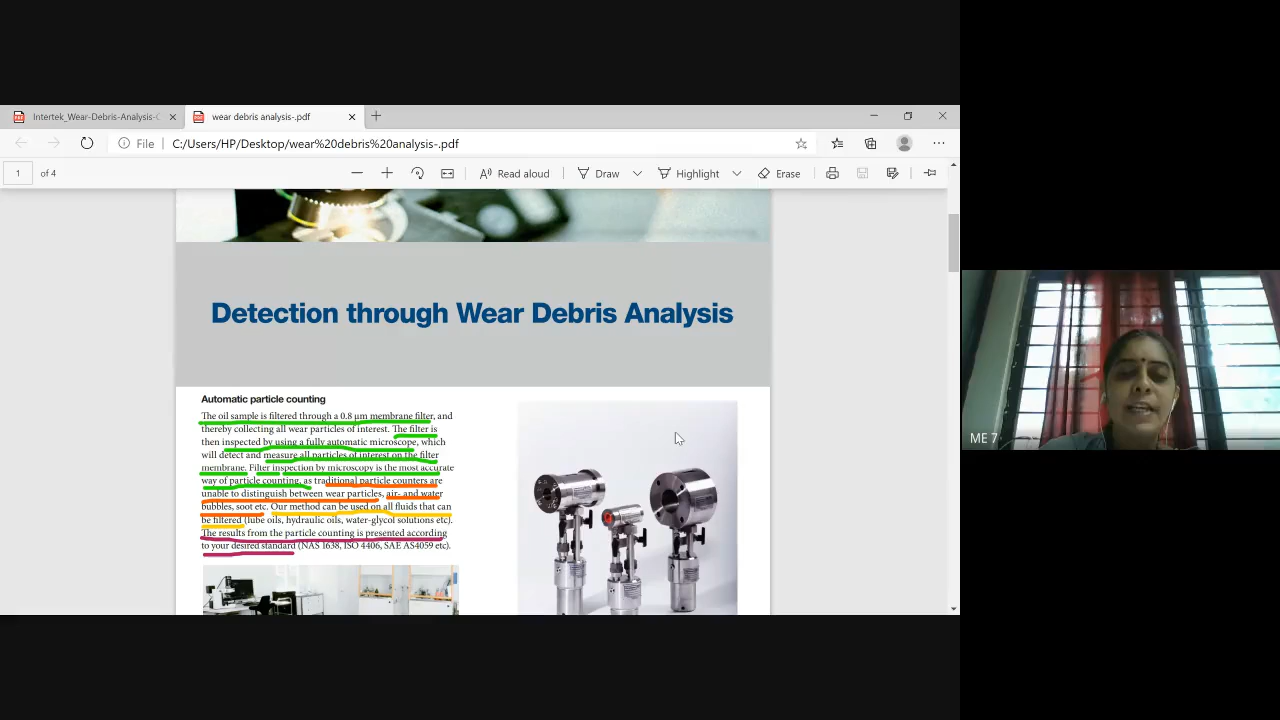 Intertek_Wear-Debris-Analysis-C
wear debris analysis-.pdf
File
C:/Users/HP/Desktop/wear%20debris%20analysis-.pdf
1
of 4
Read aloud
Draw
Highlight
Erase
Detection through Wear Debris Analysis
Automatic particle counting
The oil sample is filtered through a 0.8 µm membrane filter, and
thereby collecting all wear particles of interest. The filter is
then inspected by using a fully automatic microscope, which
will detect and measure all particles of interest on the filter
membrane. Filter inspection by microscopy is the most accurate
way of particle counting, as traditional particle counters are
unable to distinguish between wear particles, air- and water
bubbles, soot etc. Our method can be used on all fluids that can
be filtered (lube oils, hydraulic oils, water-glycol solutions etc).
The results from the particle counting is presented according
to your desired standard (NAS 1638, ISO 4406, SAE AS4059 etc).
ME 7